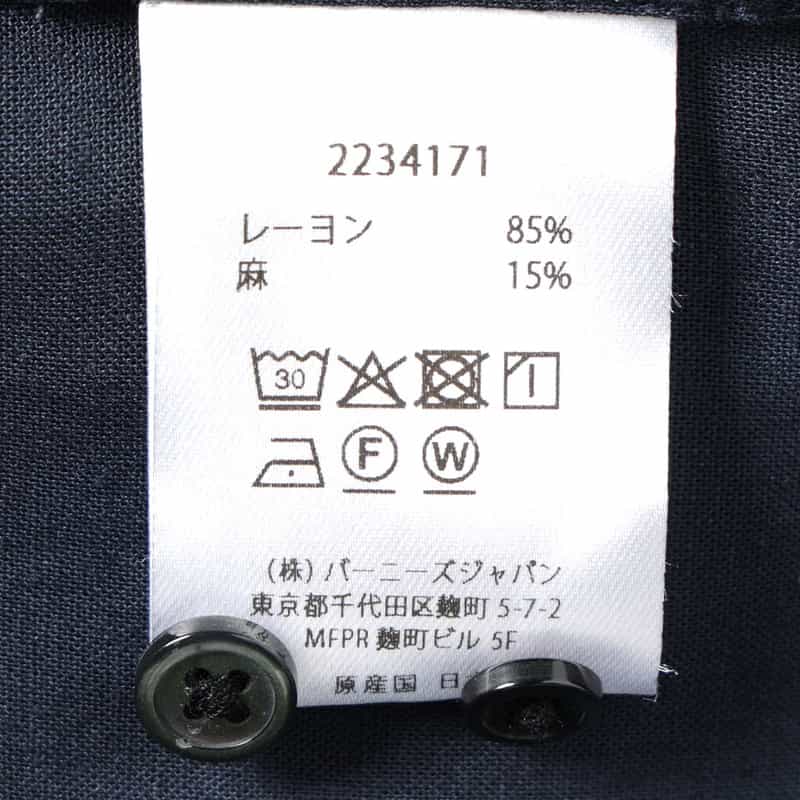 2234171
レーヨン 85%
麻 15%
30
F W
(株) バーニーズジャパン
東京都千代田区麹町 5-7-2
MFPR 麹町ビル 5F
原産国 日